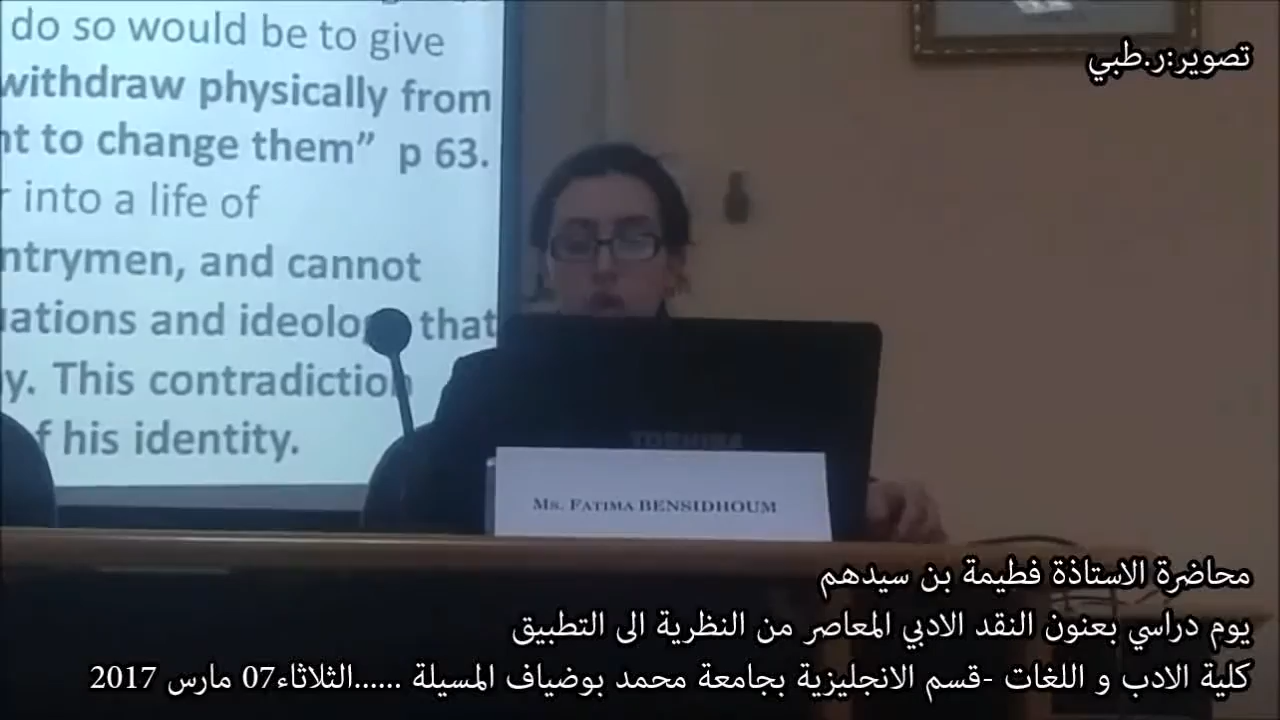 do so would be to give
withdraw physically from
to change them” p 63.
into a life of
and cannot
and ideolo that
This contradiction
his identity.
تصوير:ر.طبي
TOSHIBA
Ms. FATIMA BENSIDHOUM
محاضرة الاستاذة فطيمة بن سيدهم
يوم دراسي بعنون النقد الادبي المعاصر من النظرية الى التطبيق
كلية الادب و اللغات -قسم الانجليزية بجامعة محمد بوضياف المسيلة ......الثلاثاء07 مارس 2017